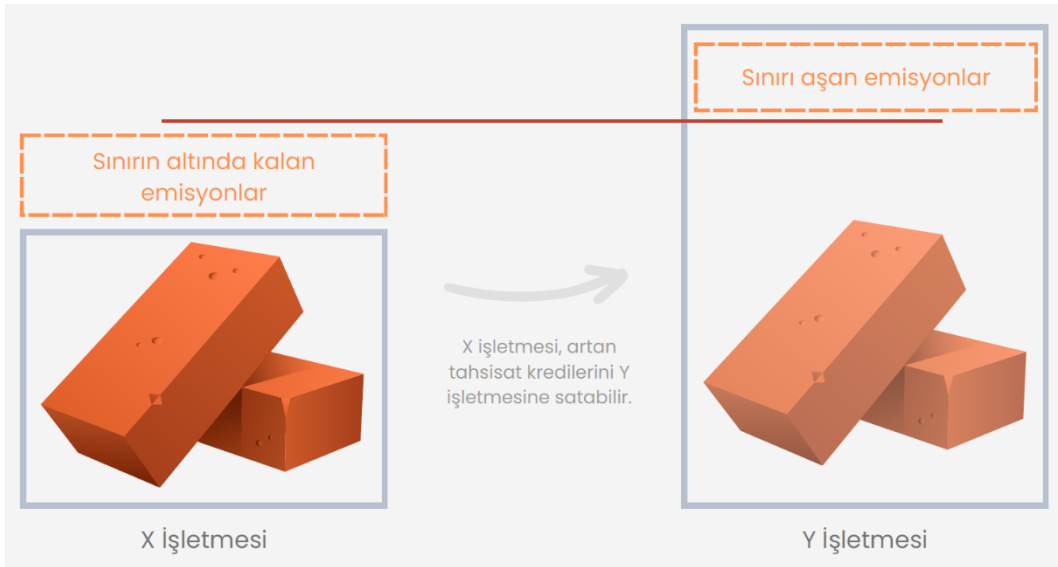 Sınırı aşan emisyonlar
Sınırın altında kalan
emisyonlar
X işletmesi, artan
tahsisat kredilerini Y
işletmesine satabilir.
X İşletmesi
Y İşletmesi